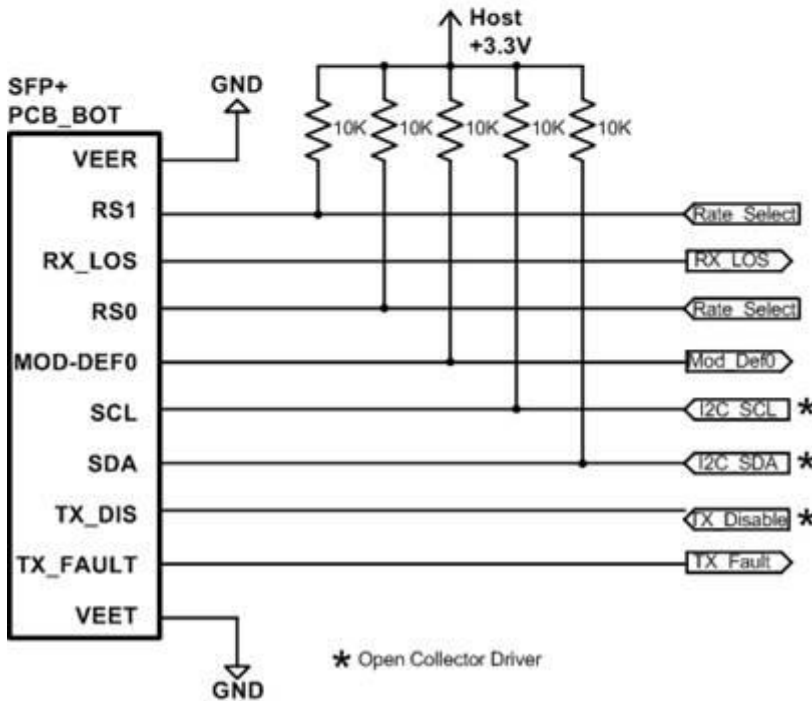 Host
+3.3V
SFP+
PCB_BOT
GND
10K
10K
10K
10K
10K
VEER
RS1
Rate_Select
RX_LOS
RX_LOS
RS0
Rate_Select
MOD-DEF0
Mod_Def0
SCL
I2C_SCL *
SDA
I2C_SDA *
TX_DIS
TX_Disable *
TX_FAULT
TX_Fault
VEET
* Open Collector Driver
GND